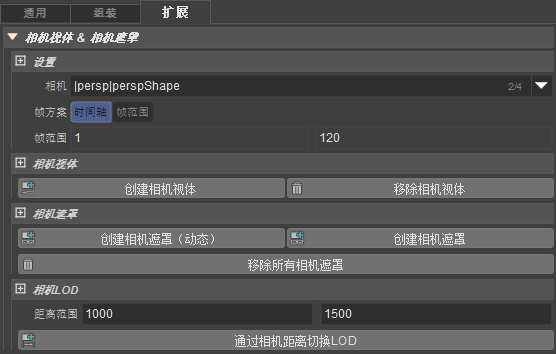 通用 组装 扩展
相机视体 & 相机遮罩
设置
相机 |persp|perspShape 2/4
帧方案 时间轴 帧范围
帧范围 1 120
相机视体
创建相机视体 移除相机视体
相机遮罩
创建相机遮罩（动态） 创建相机遮罩
移除所有相机遮罩
相机LOD
距离范围 1000 1500
通过相机距离切换LOD